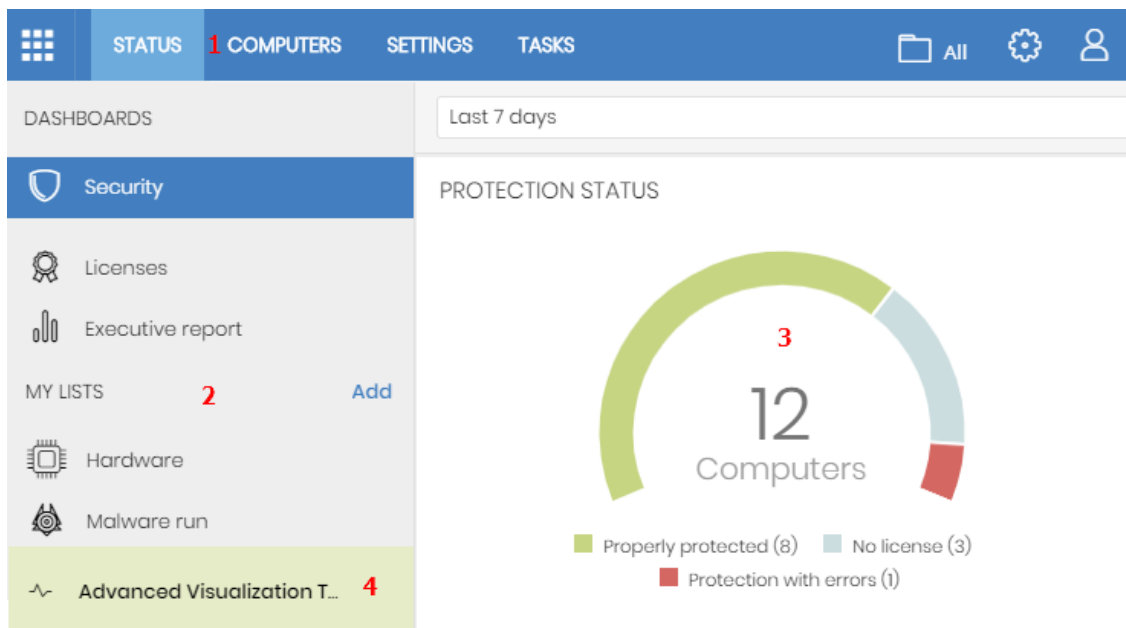 STATUS 1 COMPUTERS SETTINGS TASKS All
DASHBOARDS
Last 7 days
Security
PROTECTION STATUS
Licenses
Executive report
3
MY LISTS 2 Add
12
Computers
Hardware
Malware run
Properly protected (8) No license (3)
Protection with errors (1)
Advanced Visualization T... 4